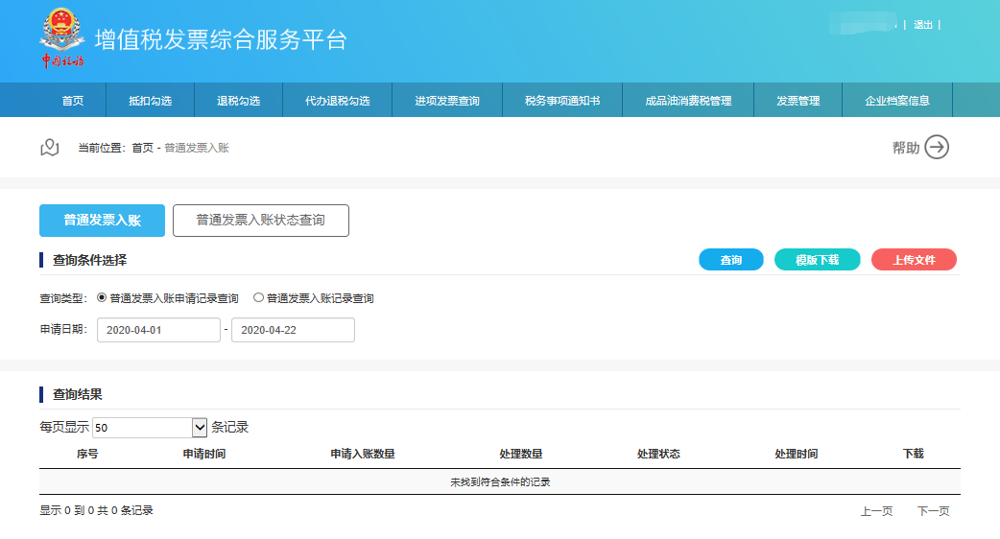 中国税务
增值税发票综合服务平台
| 退出 |
首页 抵扣勾选 退税勾选 代办退税勾选 进项发票查询 税务事项通知书 成品油消费税管理 发票管理 企业档案信息
当前位置: 首页 - 普通发票入账
帮助
普通发票入账 普通发票入账状态查询
查询条件选择 查询 模版下载 上传文件
查询类型: 普通发票入账申请记录查询 普通发票入账记录查询
申请日期: 2020-04-01 - 2020-04-22
查询结果
每页显示 50 条记录
序号 申请时间 申请入账数量 处理数量 处理状态 处理时间 下载
未找到符合条件的记录
显示 0 到 0 共 0 条记录 上一页 下一页